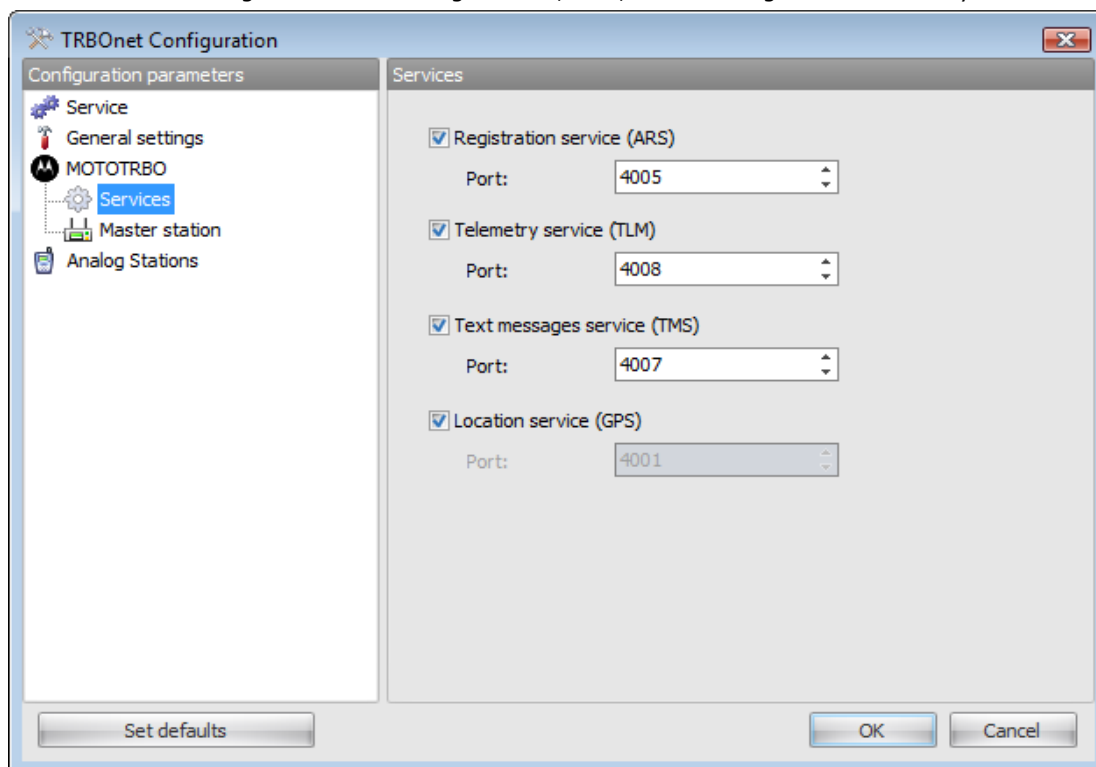 TRBOnet Configuration
Configuration parameters
Services
Service
General settings
MOTOTRBO
Services
Master station
Analog Stations
Registration service (ARS)
Port: 4005
Telemetry service (TLM)
Port: 4008
Text messages service (TMS)
Port: 4007
Location service (GPS)
Port: 4001
Set defaults
OK
Cancel